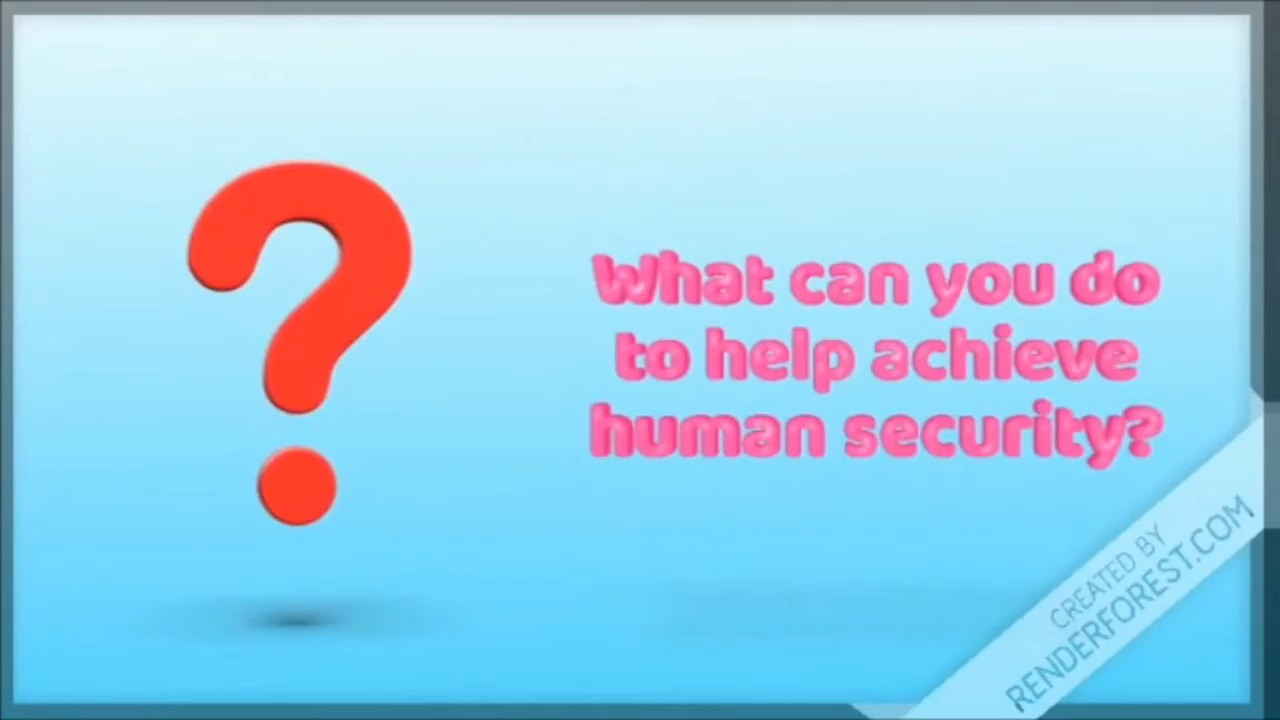 What can you do
to help achieve
human security?
CREATED BY
RENDERFOREST.COM